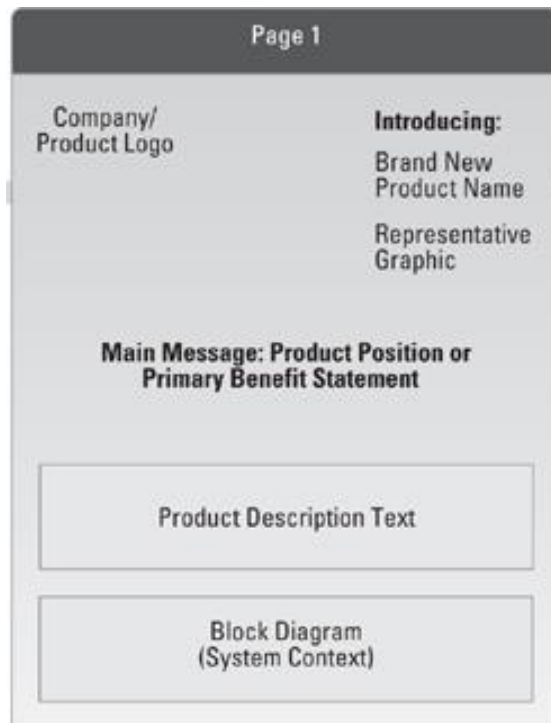 Page 1
Company/
Product Logo
Introducing:
Brand New
Product Name
Representative
Graphic
Main Message: Product Position or
Primary Benefit Statement
Product Description Text
Block Diagram
(System Context)